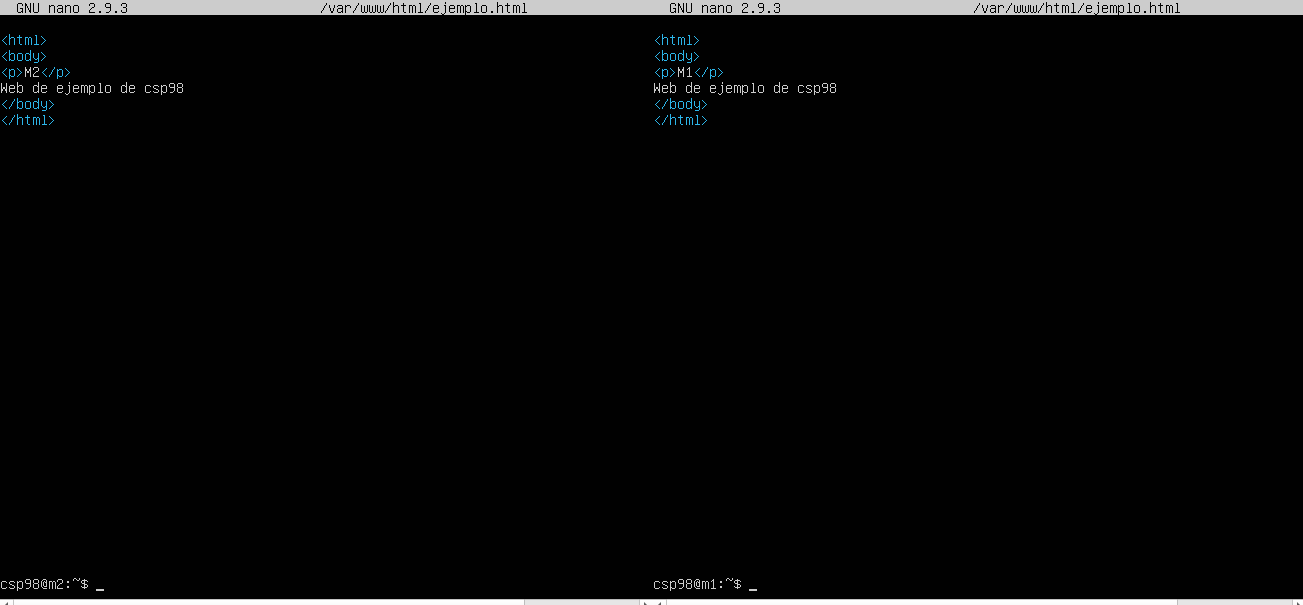 GNU nano 2.9.3 /var/www/html/ejemplo.html
<html>
<body>
<p>M2</p>
Web de ejemplo de csp98
</body>
</html>
csp98@m2:~$ _
GNU nano 2.9.3 /var/www/html/ejemplo.html
<html>
<body>
<p>M1</p>
Web de ejemplo de csp98
</body>
</html>
csp98@m1:~$ _